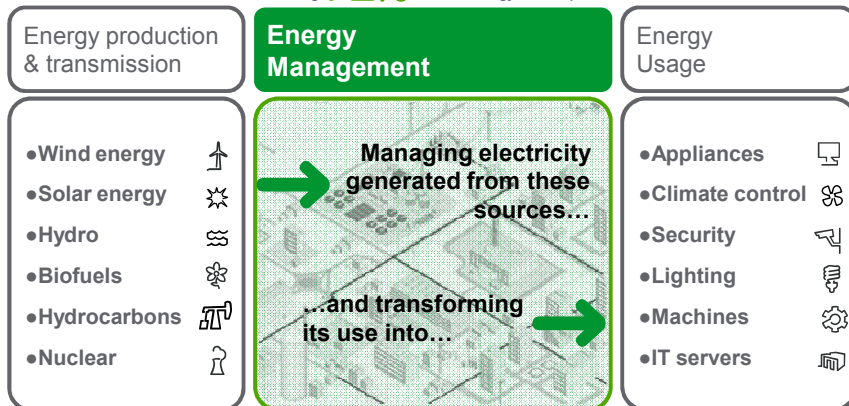 Energy production
& transmission
Energy
Management
Energy
Usage
●Wind energy
●Solar energy
●Hydro
●Biofuels
●Hydrocarbons
●Nuclear
Managing electricity
generated from these
sources…
…and transforming
its use into…
●Appliances
●Climate control
●Security
●Lighting
●Machines
●IT servers